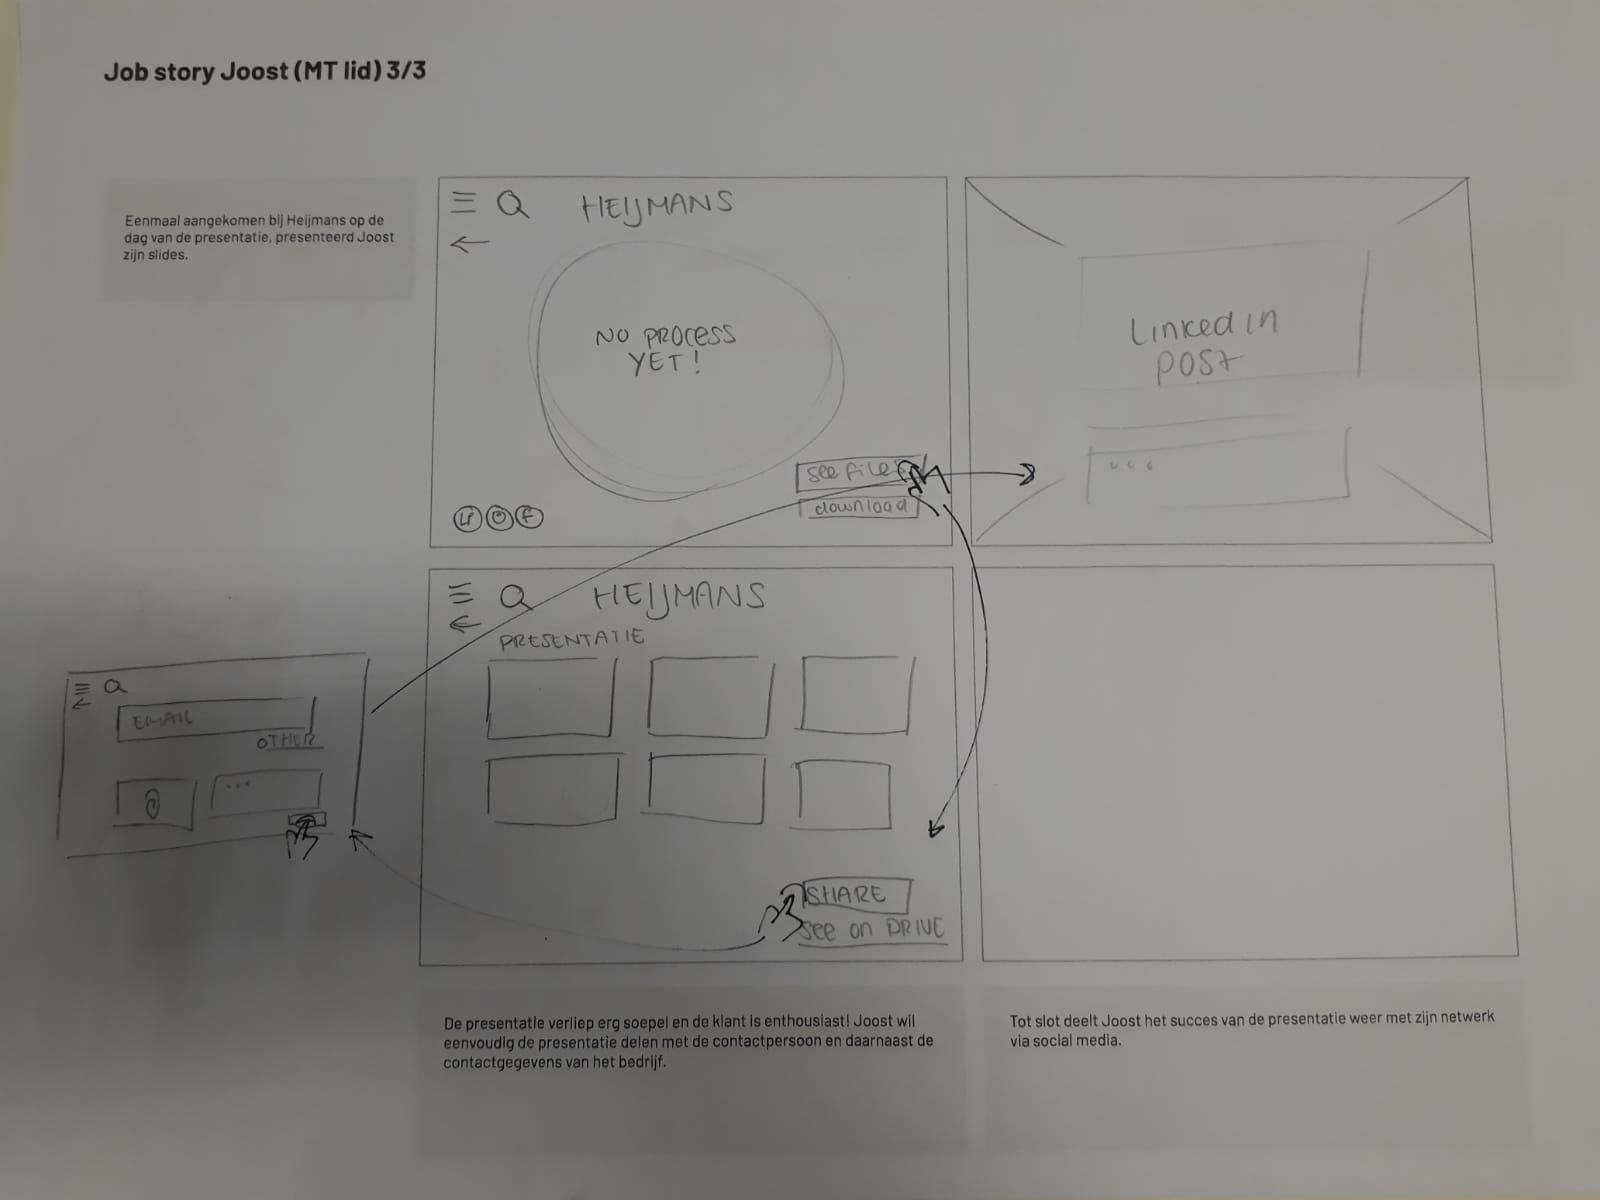 Job story Joost (MT lid) 3/3
Eenmaal aangekomen bij Heijmans op de
dag van de presentatie, presenteerd Joost
zijn slides.
HEIJMANS
NO PROCESS
YET!
see files
download
Linked in
POST
HEIJMANS
PRESENTATIE
SHARE
see on DRIVE
EMAIL
OTHER
De presentatie verliep erg soepel en de klant is enthousiast! Joost wil
eenvoudig de presentatie delen met de contactpersoon en daarnaast de
contactgegevens van het bedrijf.
Tot slot deelt Joost het succes van de presentatie weer met zijn netwerk
via social media.